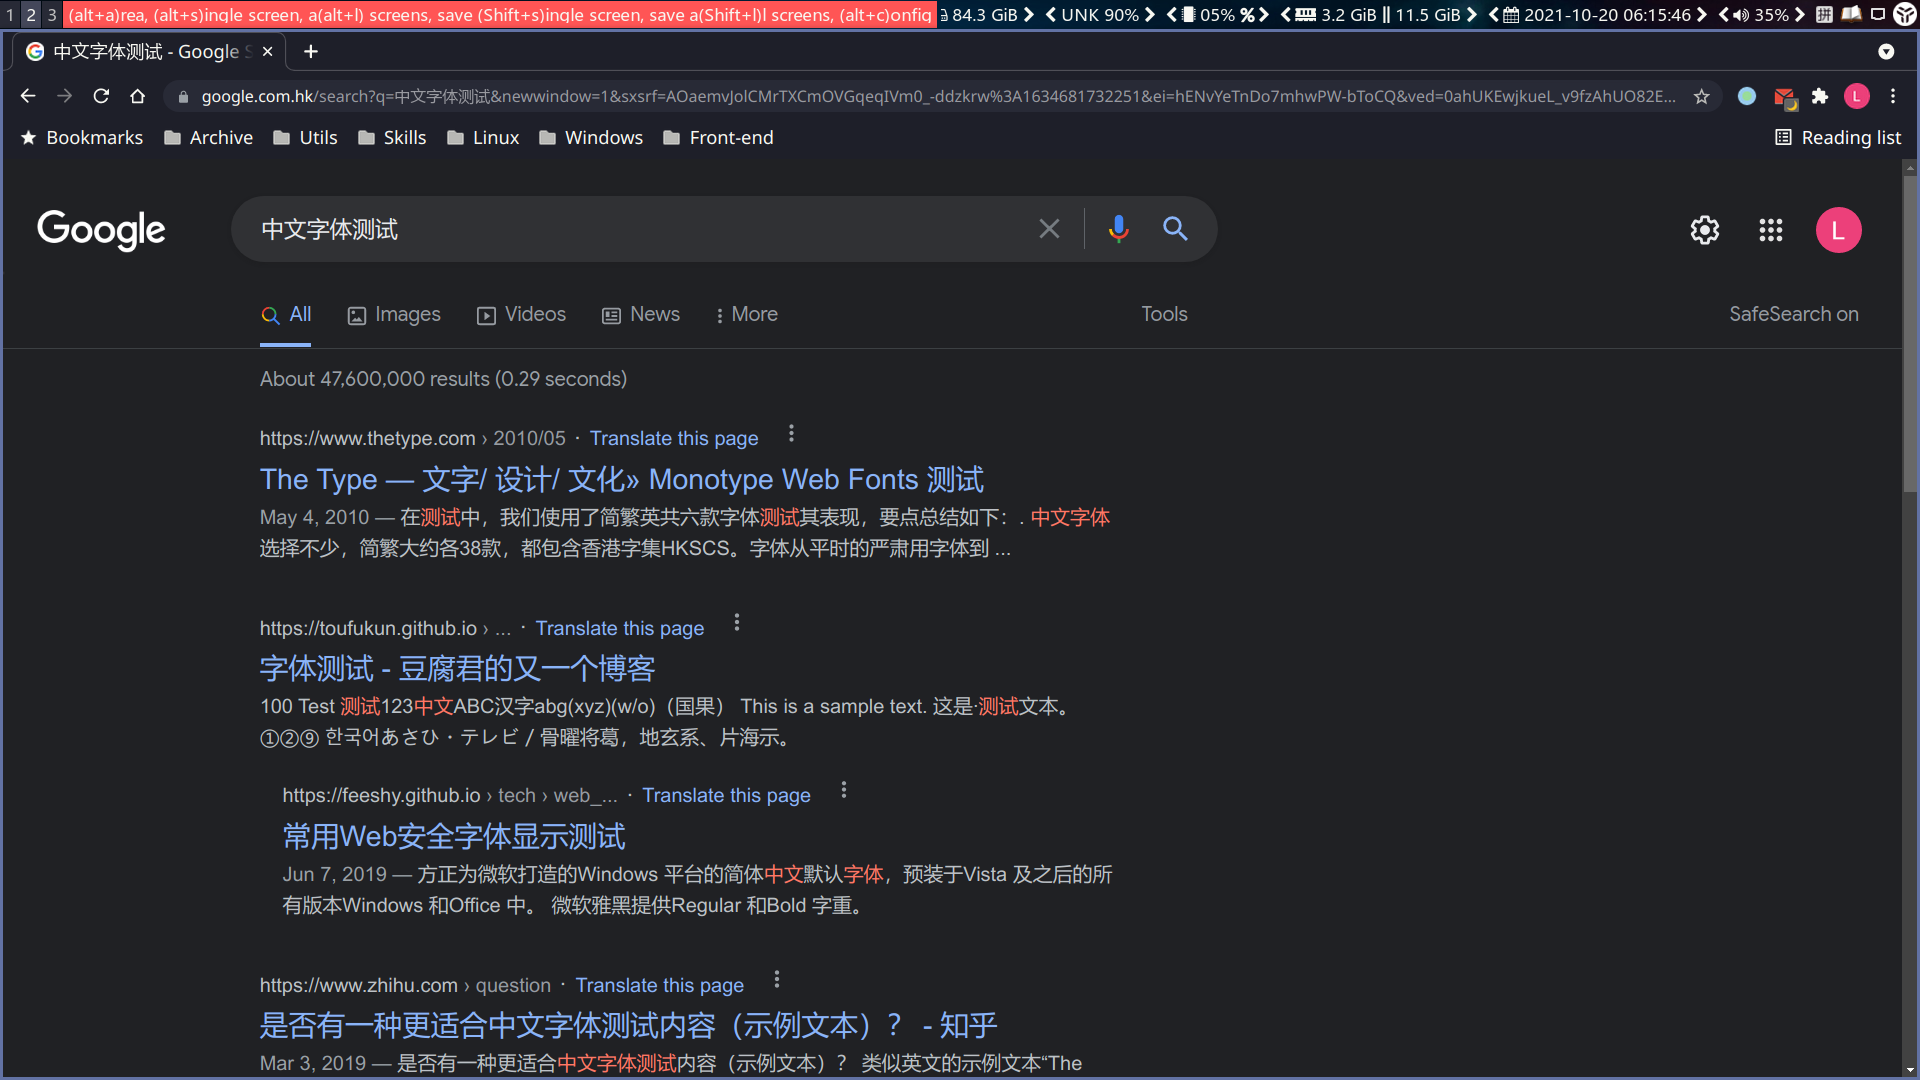 1 2 3 (alt+a)rea, (alt+s)ingle screen, a(alt+l) screens, save (Shift+s)ingle screen, save a(Shift+l)l screens, (alt+c)onfig 84.3 GiB UNK 90% 05% % 3.2 GiB || 11.5 GiB 2021-10-20 06:15:46 35% 拼
中文字体测试 - Google
google.com.hk/search?q=中文字体测试&newwindow=1&sxsrf=AOaemvJolCMrTXCmOVGqeqIVm0_-ddzkrw%3A1634681732251&ei=hENvYeTnDo7mhwPW-bToCQ&ved=0ahUKEwjkueL_v9fzAhUO82E... L
Bookmarks Archive Utils Skills Linux Windows Front-end Reading list
Google 中文字体测试 L
All Images Videos News More Tools SafeSearch on
About 47,600,000 results (0.29 seconds)
https://www.thetype.com › 2010/05 · Translate this page
The Type — 文字/ 设计/ 文化» Monotype Web Fonts 测试
May 4, 2010 — 在测试中，我们使用了简繁英共六款字体测试其表现，要点总结如下：. 中文字体
选择不少，简繁大约各38款，都包含香港字集HKSCS。字体从平时的严肃用字体到 ...
https://toufukun.github.io › ... · Translate this page
字体测试 - 豆腐君的又一个博客
100 Test 测试123中文ABC汉字abg(xyz)(w/o)（国果） This is a sample text. 这是·测试文本。
①②⑨ 한국어あさひ・テレビ / 骨曜将葛，地玄系、片海示。
https://feeshy.github.io › tech › web_... · Translate this page
常用Web安全字体显示测试
Jun 7, 2019 — 方正为微软打造的Windows 平台的简体中文默认字体，预装于Vista 及之后的所
有版本Windows 和Office 中。 微软雅黑提供Regular 和Bold 字重。
https://www.zhihu.com › question · Translate this page
是否有一种更适合中文字体测试内容（示例文本）？ - 知乎
Mar 3, 2019 — 是否有一种更适合中文字体测试内容（示例文本）？ 类似英文的示例文本“The